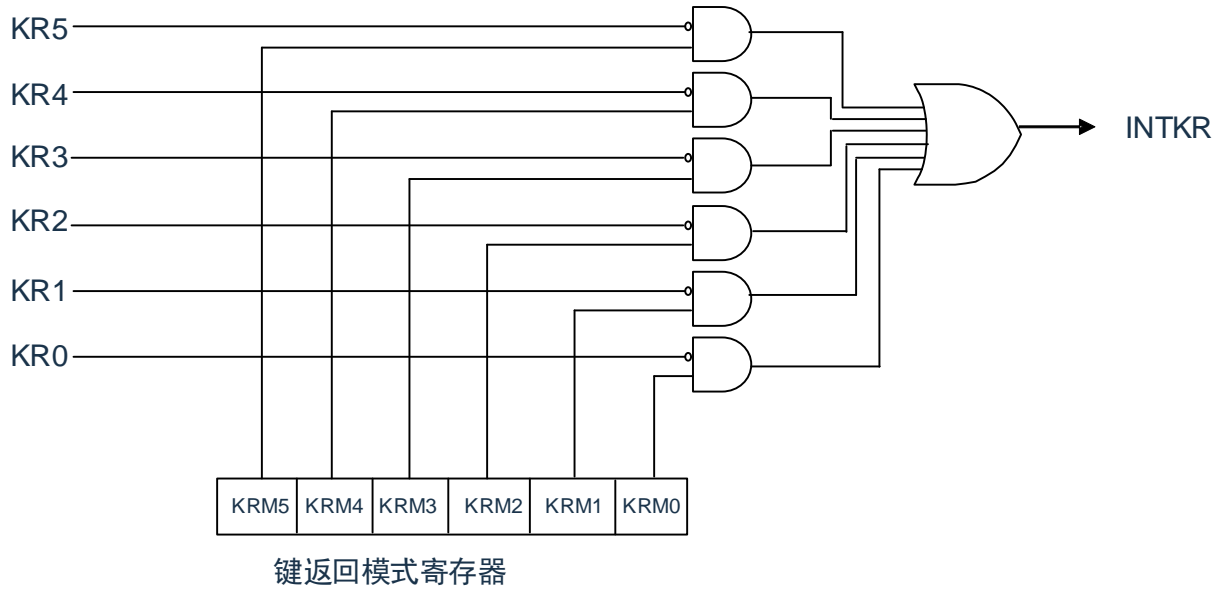 KR5
KR4
KR3
KR2
KR1
KR0
INTKR
KRM5 KRM4 KRM3 KRM2 KRM1 KRM0
键返回模式寄存器